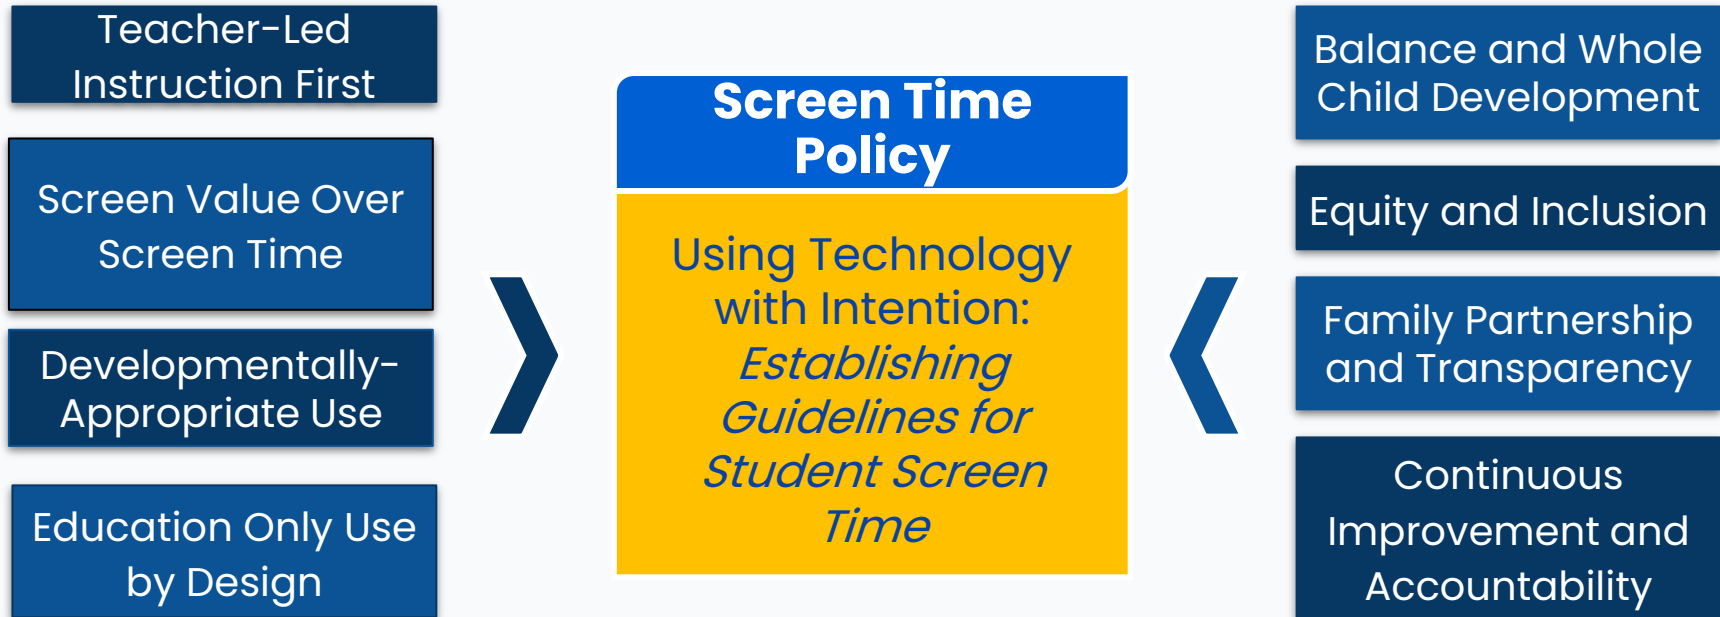 Teacher-Led
Instruction First
Screen Value Over
Screen Time
Developmentally-
Appropriate Use
Education Only Use
by Design
Screen Time
Policy
Using Technology
with Intention:
Establishing
Guidelines for
Student Screen
Time
Balance and Whole
Child Development
Equity and Inclusion
Family Partnership
and Transparency
Continuous
Improvement and
Accountability